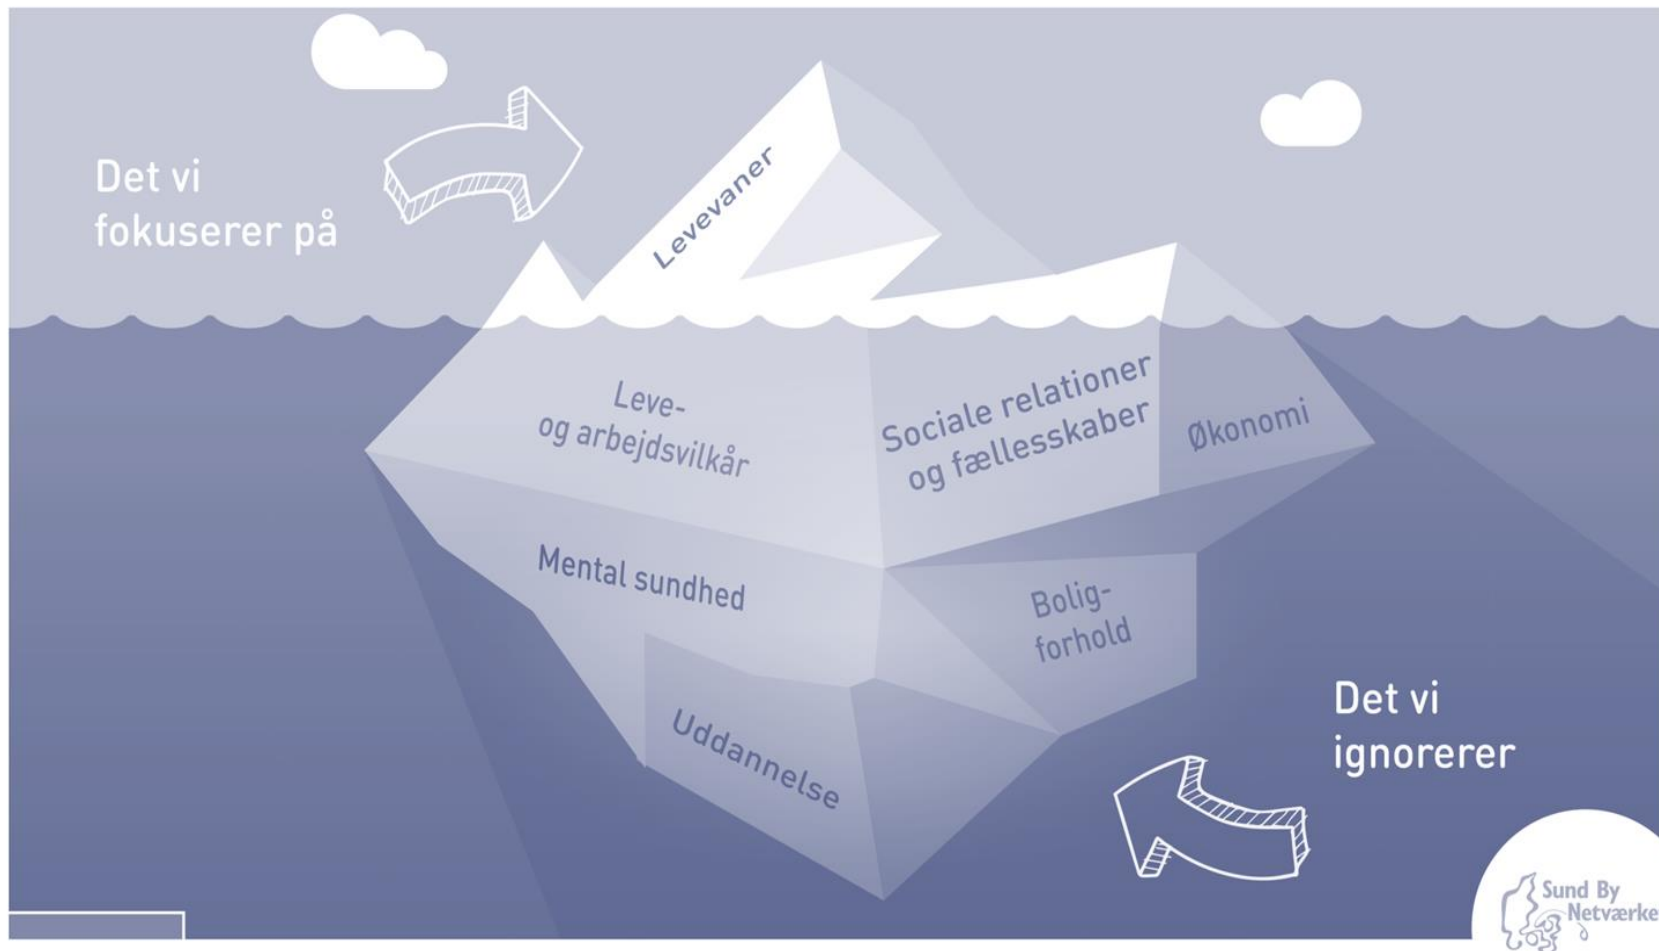 Det vi
fokuserer på
Levevaner
Leve-
og arbejdsvilkår
Sociale relationer
og fællesskaber
Økonomi
Mental sundhed
Bolig-
forhold
Uddannelse
Det vi
ignorerer
Sund By
Netværke